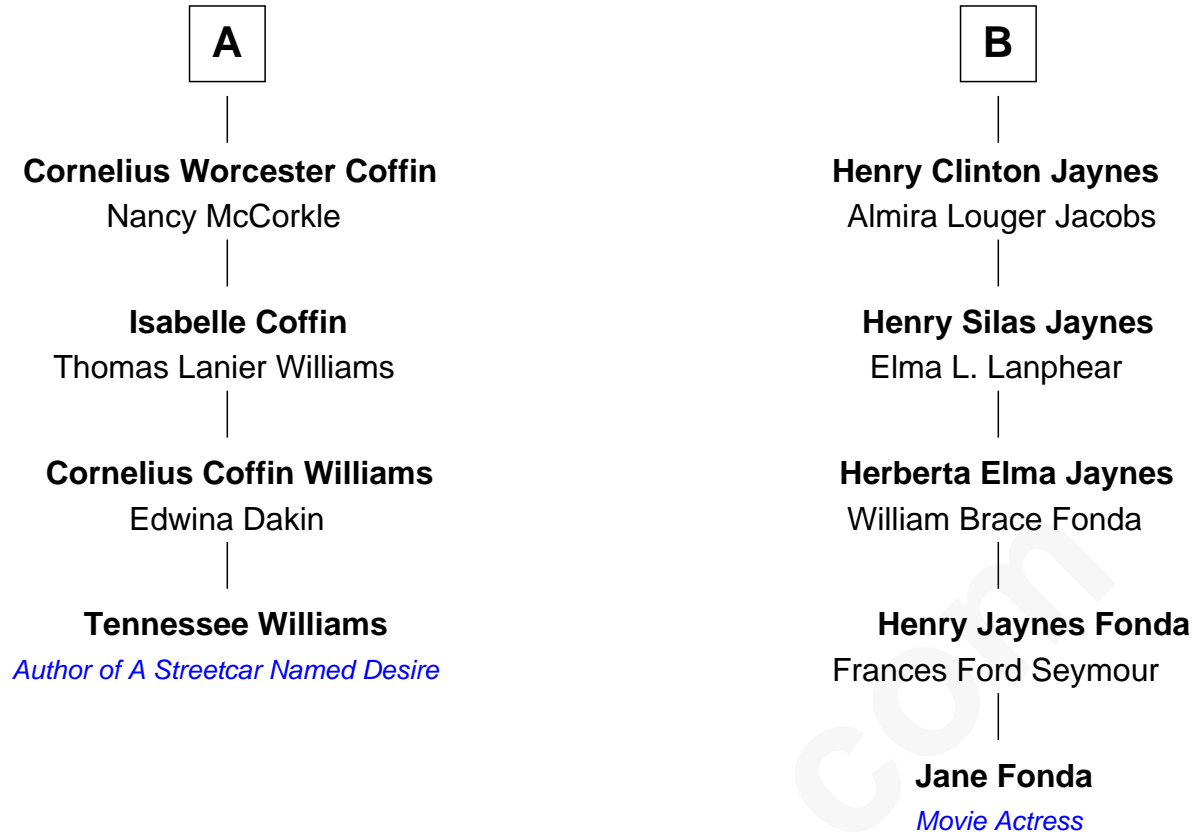 A
Cornelius Worcester Coffin
Nancy McCorkle
Isabelle Coffin
Thomas Lanier Williams
Cornelius Coffin Williams
Edwina Dakin
Tennessee Williams
Author of A Streetcar Named Desire
B
Henry Clinton Jaynes
Almira Louger Jacobs
Henry Silas Jaynes
Elma L. Lanphear
Herberta Elma Jaynes
William Brace Fonda
Henry Jaynes Fonda
Frances Ford Seymour
Jane Fonda
Movie Actress
com